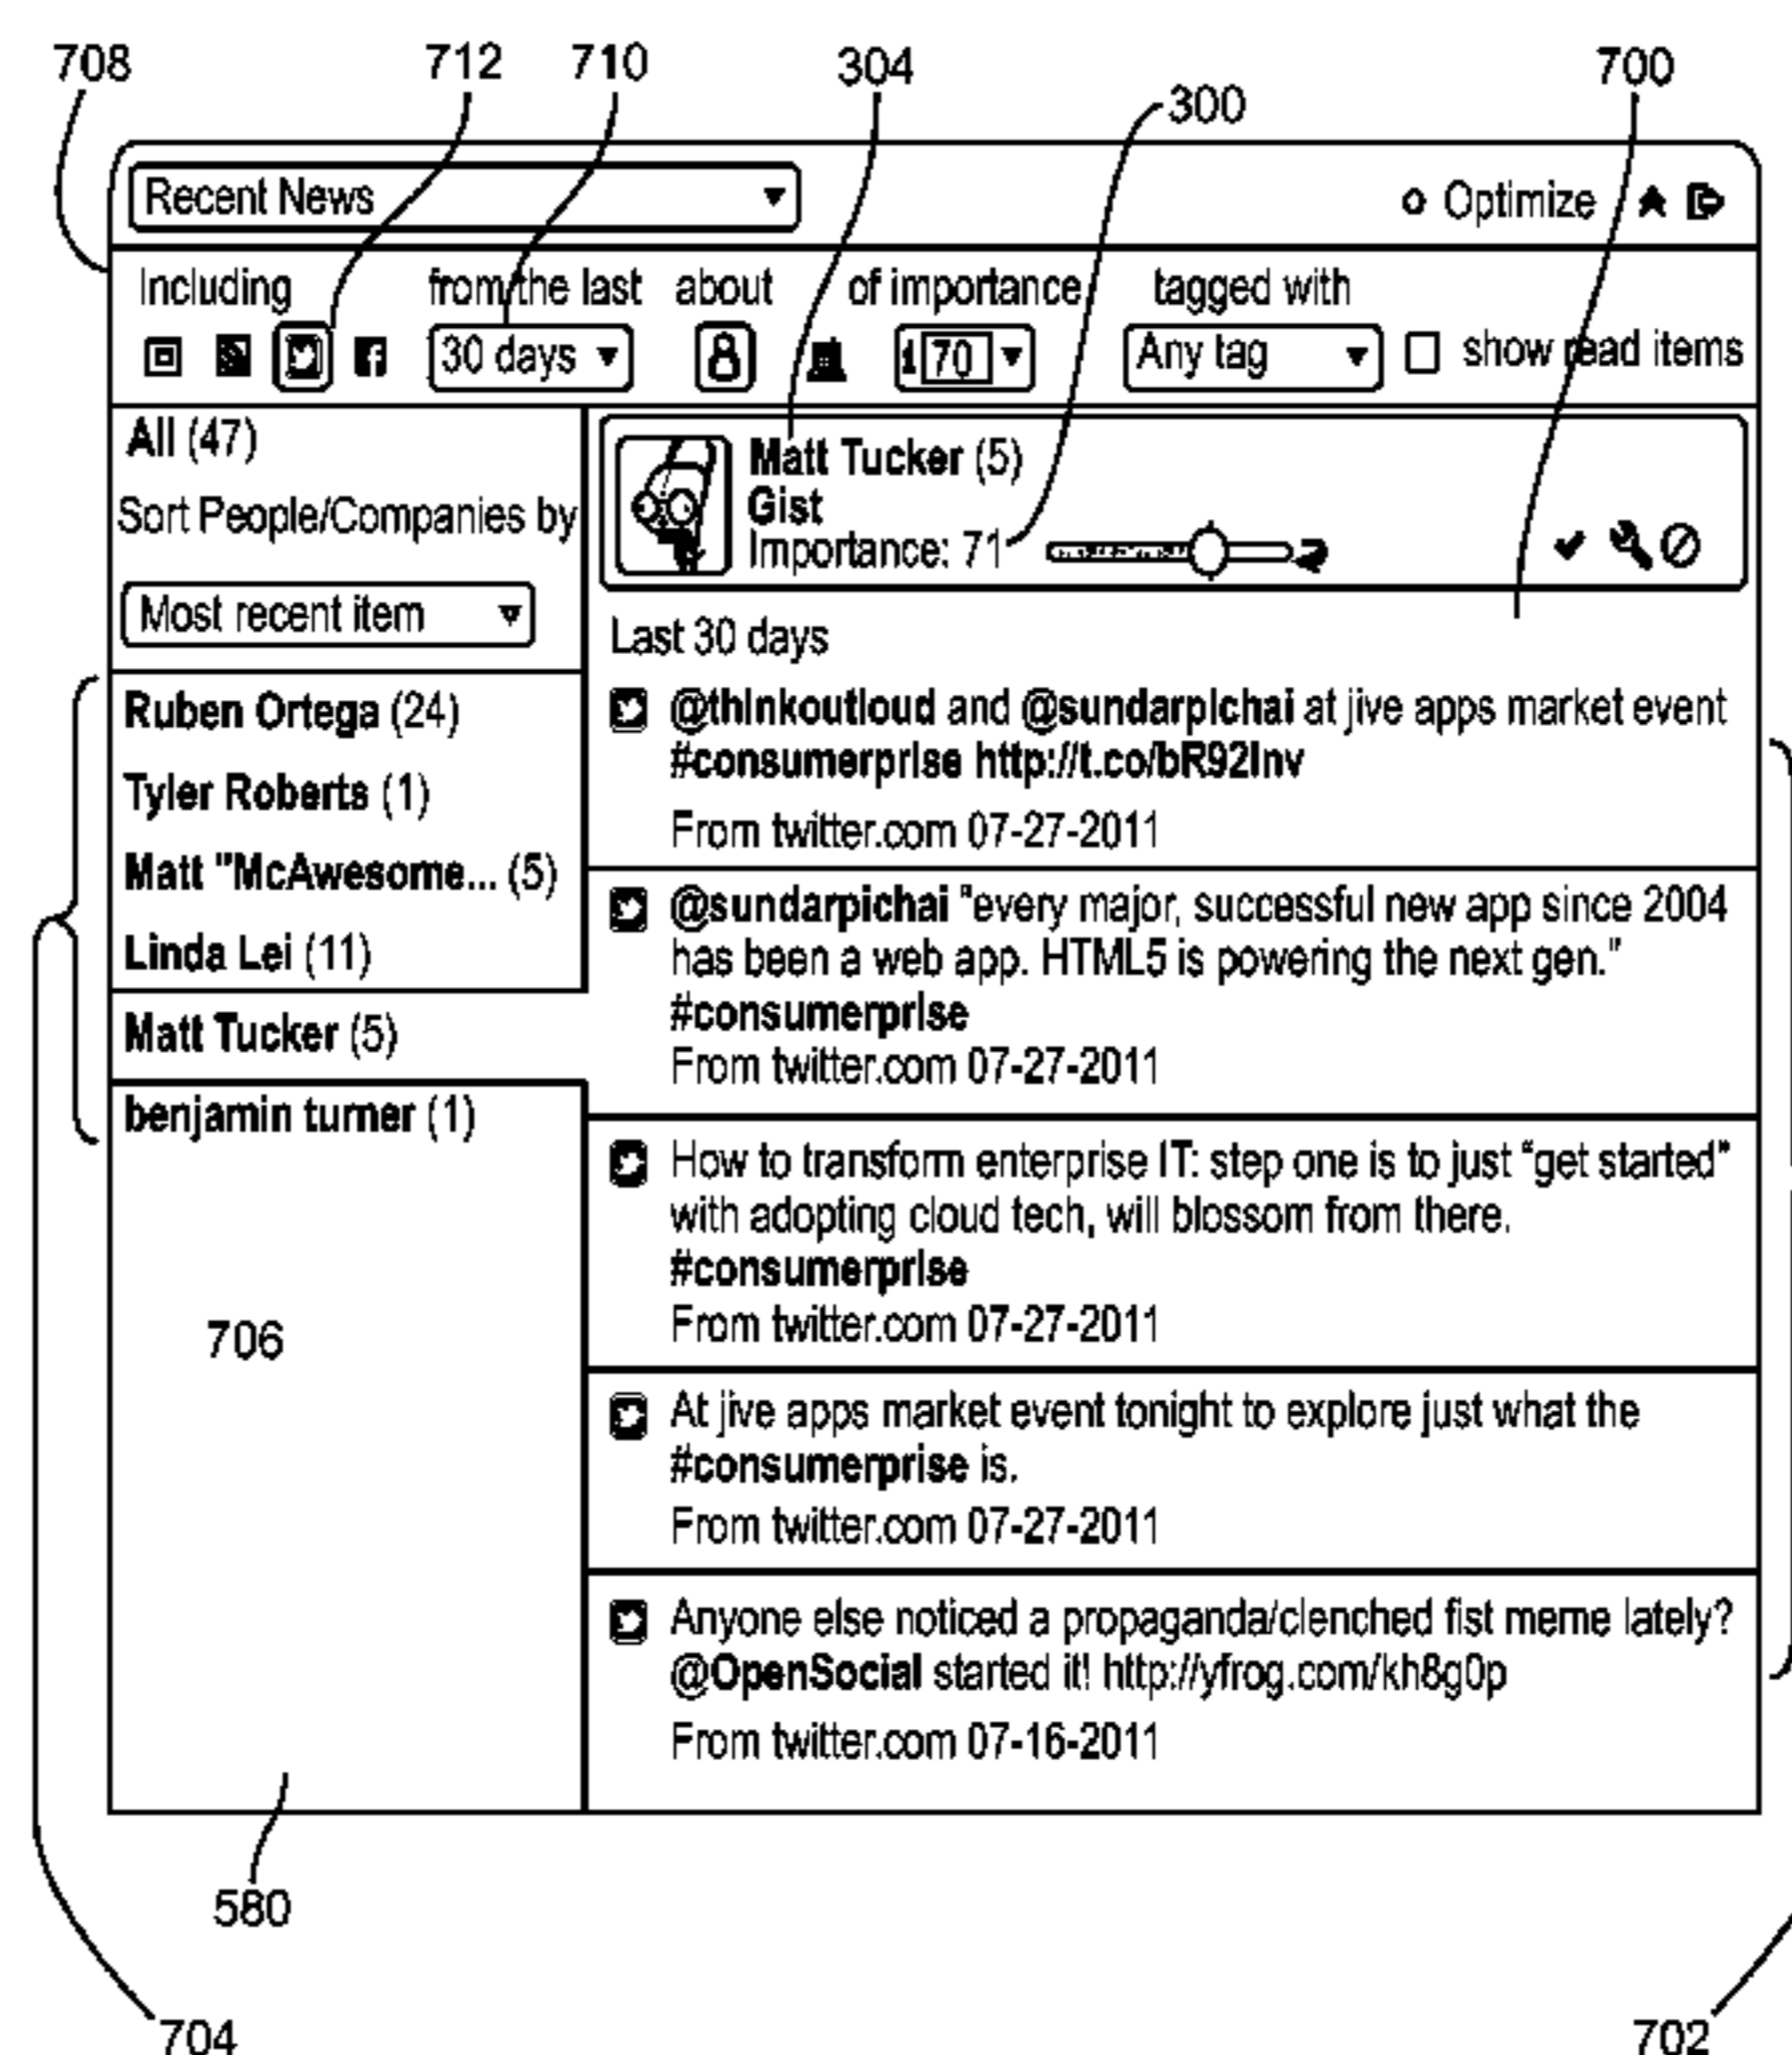 708 712 710 304 300 700
Recent News
Optimize
Including from the last about of importance tagged with
30 days 70 Any tag show read items
All (47)
Sort People/Companies by
Most recent item
Ruben Ortega (24)
Tyler Roberts (1)
Matt "McAwesome... (5)
Linda Lei (11)
Matt Tucker (5)
benjamin turner (1)
706
580
704
Matt Tucker (5)
Gist
Importance: 71
Last 30 days
@thinkoutloud and @sundarpichai at jive apps market event
#consumerprise http://t.co/bR92Inv
From twitter.com 07-27-2011
@sundarpichai "every major, successful new app since 2004
has been a web app. HTML5 is powering the next gen."
#consumerprise
From twitter.com 07-27-2011
How to transform enterprise IT: step one is to just “get started”
with adopting cloud tech, will blossom from there.
#consumerprise
From twitter.com 07-27-2011
At jive apps market event tonight to explore just what the
#consumerprise is.
From twitter.com 07-27-2011
Anyone else noticed a propaganda/clenched fist meme lately?
@OpenSocial started it! http://yfrog.com/kh8g0p
From twitter.com 07-16-2011
702